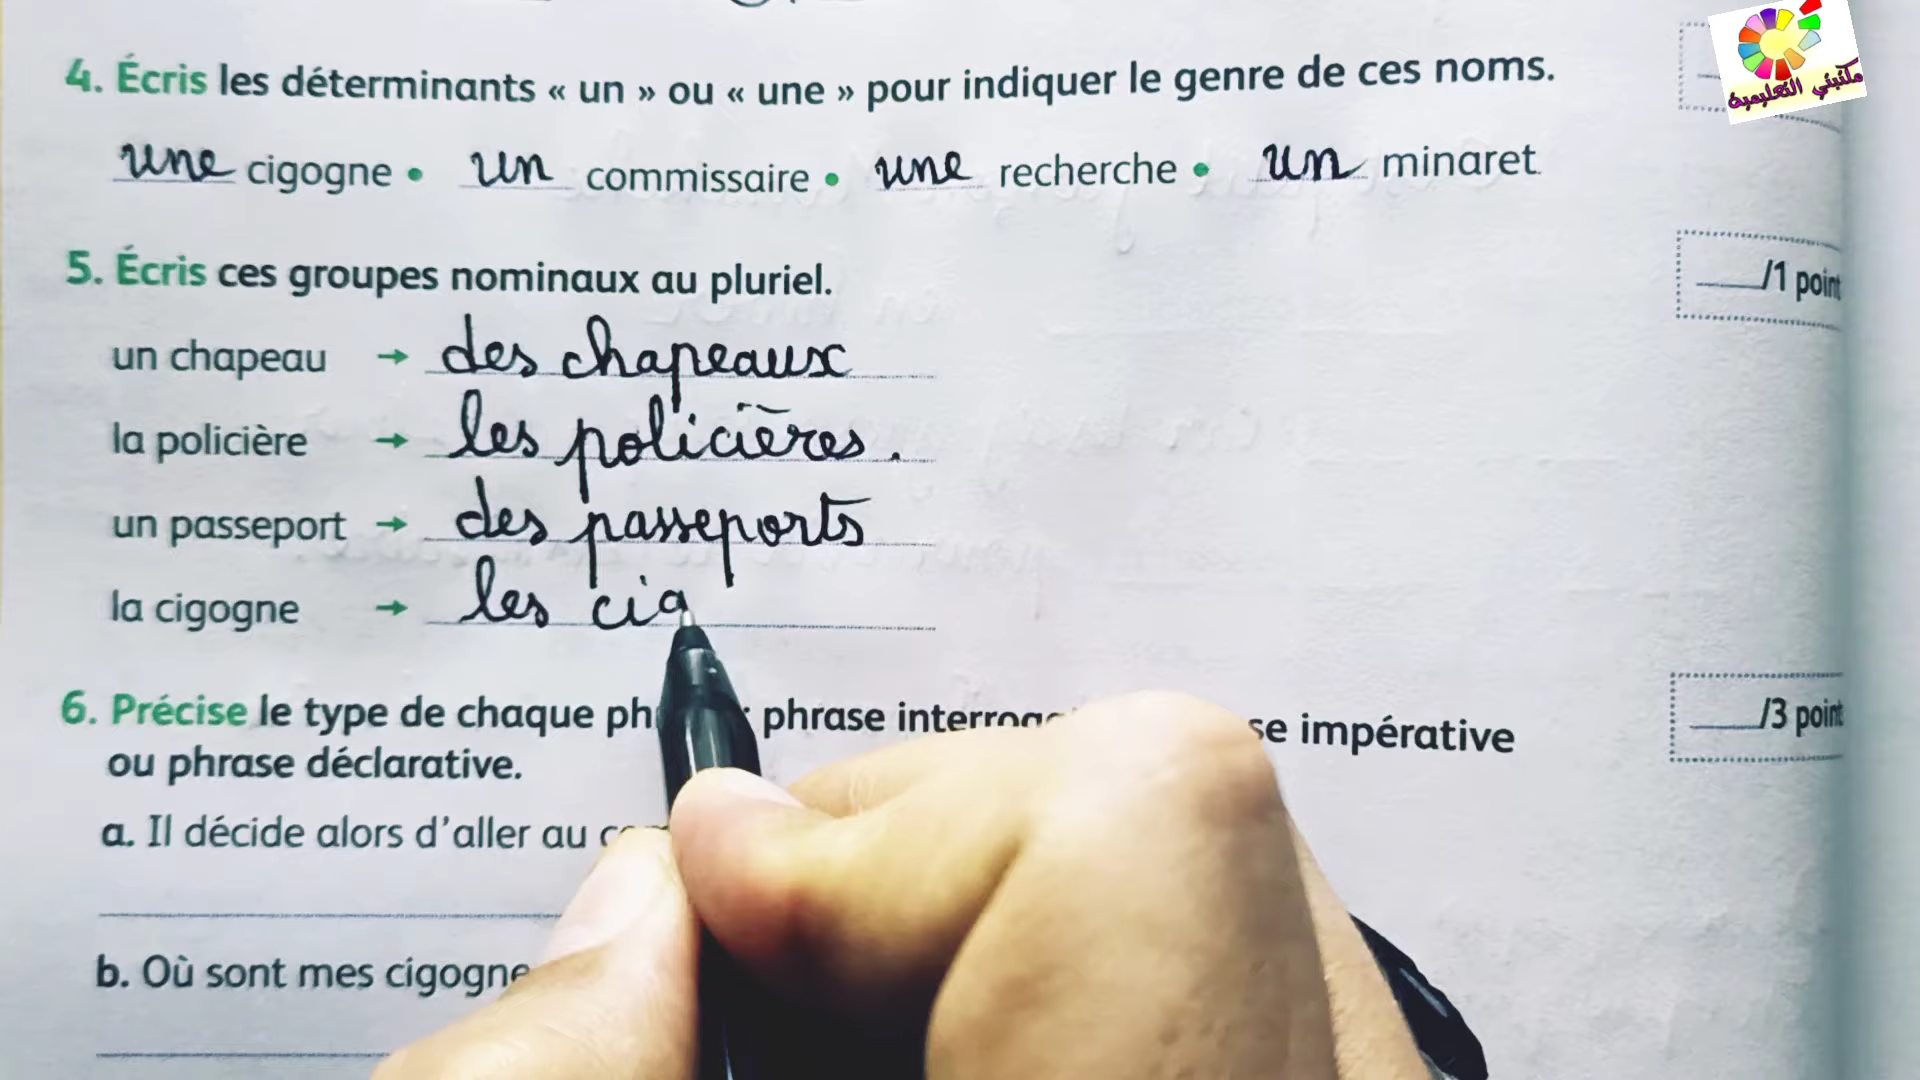 4. Écris les déterminants « un » ou « une » pour indiquer le genre de ces noms.
une cigogne • un commissaire • une recherche • un minaret
مكتبتي التعليمية
5. Écris ces groupes nominaux au pluriel.
/1 point
un chapeau → des chapeaux
la policière → les policières.
un passeport → des passeports
la cigogne → les
6. Précise le type de chaque phrase interrog se impérative
/3 point
ou phrase déclarative.
a. Il décide alors d'aller au
b. Où sont mes cigogne